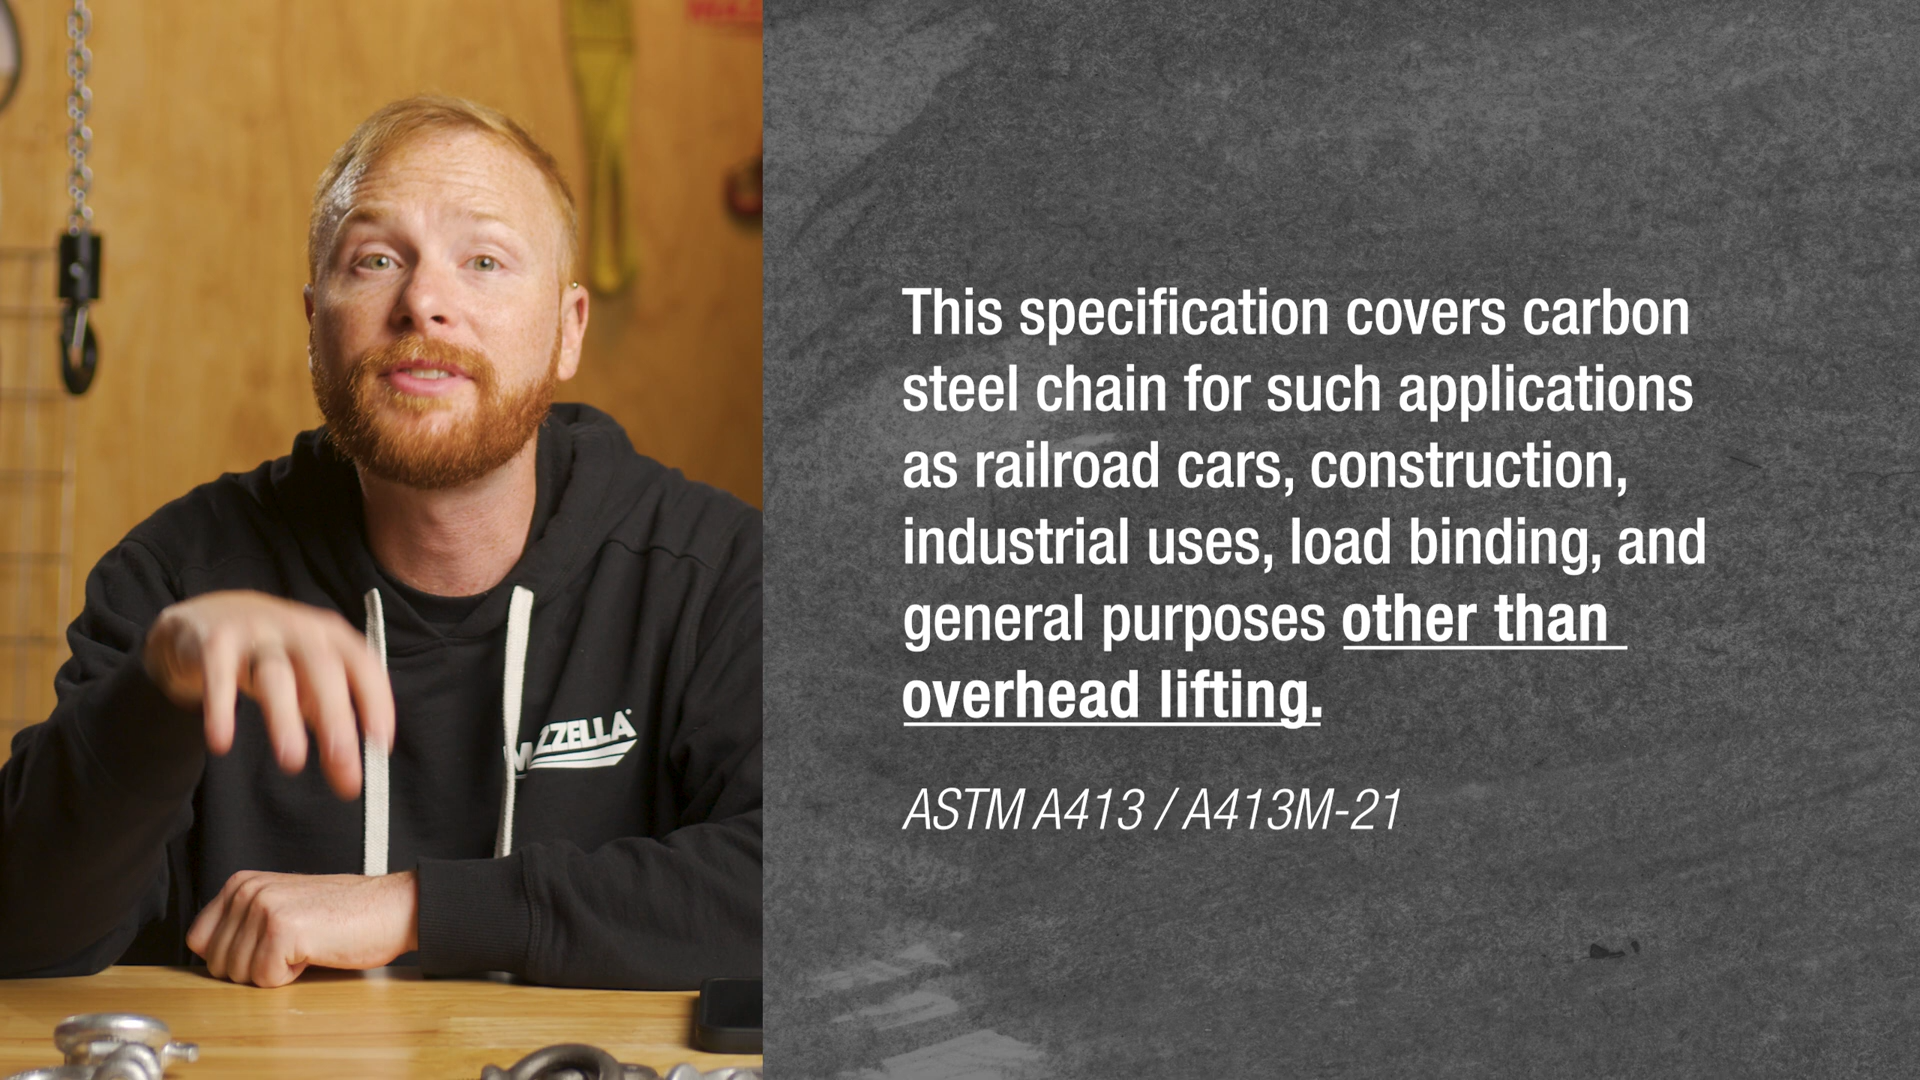 This specification covers carbon
steel chain for such applications
as railroad cars, construction,
industrial uses, load binding, and
general purposes other than
overhead lifting.
ASTM A413 / A413M-21
MAZZELLA